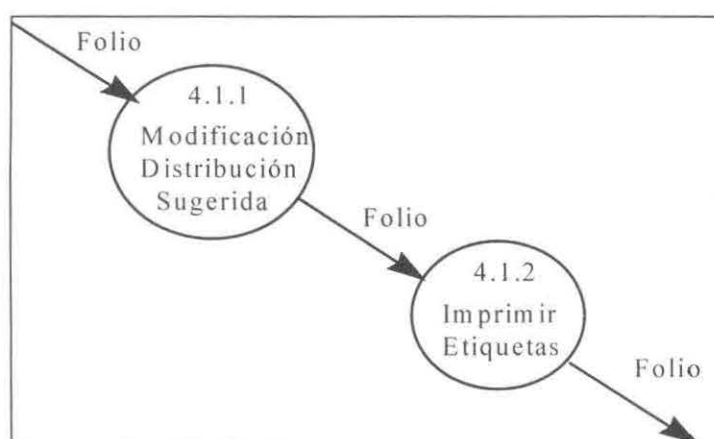 Folio
4.1.1
Modificación
Distribución
Sugerida
Folio
4.1.2
Imprimir
Etiquetas
Folio